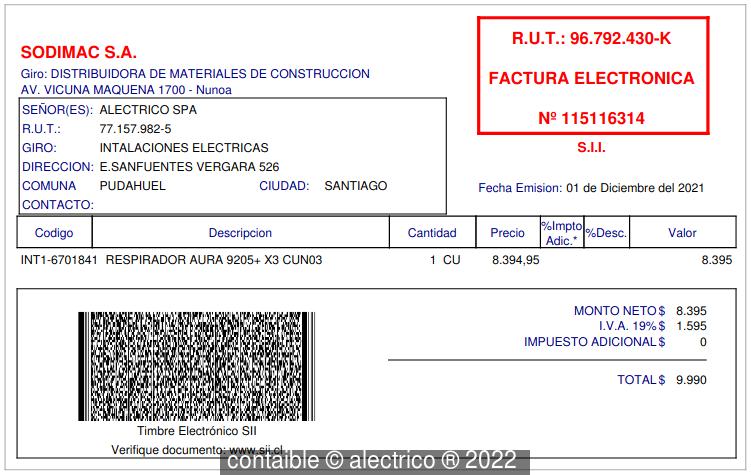 SODIMAC S.A.
Giro: DISTRIBUIDORA DE MATERIALES DE CONSTRUCCION
AV. VICUNA MAQUENA 1700 - Nunoa
R.U.T.: 96.792.430-K
FACTURA ELECTRONICA
Nº 115116314
S.I.I.
SEÑOR(ES): ALECTRICO SPA
R.U.T.: 77.157.982-5
GIRO: INTALACIONES ELECTRICAS
DIRECCION: E.SANFUENTES VERGARA 526
COMUNA PUDAHUEL CIUDAD: SANTIAGO
CONTACTO:
Fecha Emision: 01 de Diciembre del 2021
Codigo Descripcion Cantidad Precio %Impto Adic.* %Desc. Valor
INT1-6701841 RESPIRADOR AURA 9205+ X3 CUN03 1 CU 8.394,95 8.395
MONTO NETO $ 8.395
I.V.A. 19% $ 1.595
IMPUESTO ADICIONAL $ 0
TOTAL $ 9.990
Timbre Electrónico SII
Verifique documento: www.sii.cl
contaible © alectrico ® 2022